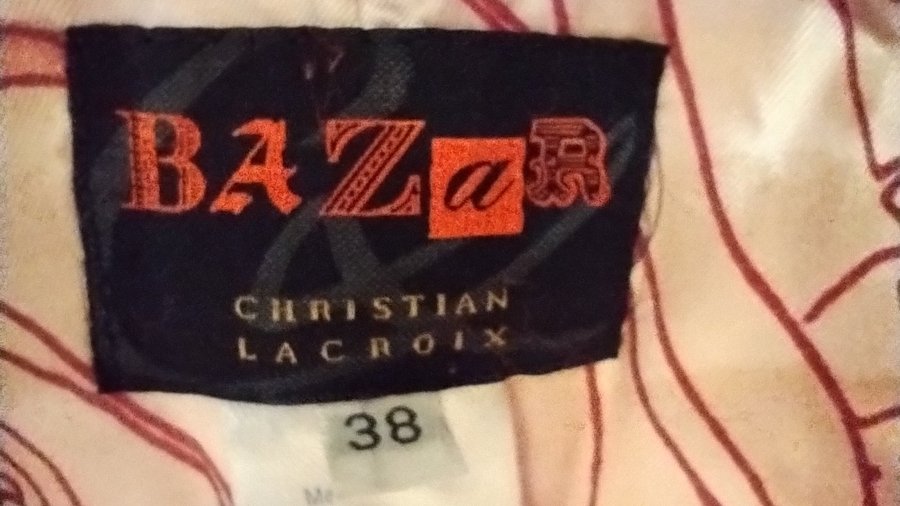 BAZaR
CHRISTIAN
LACROIX
38